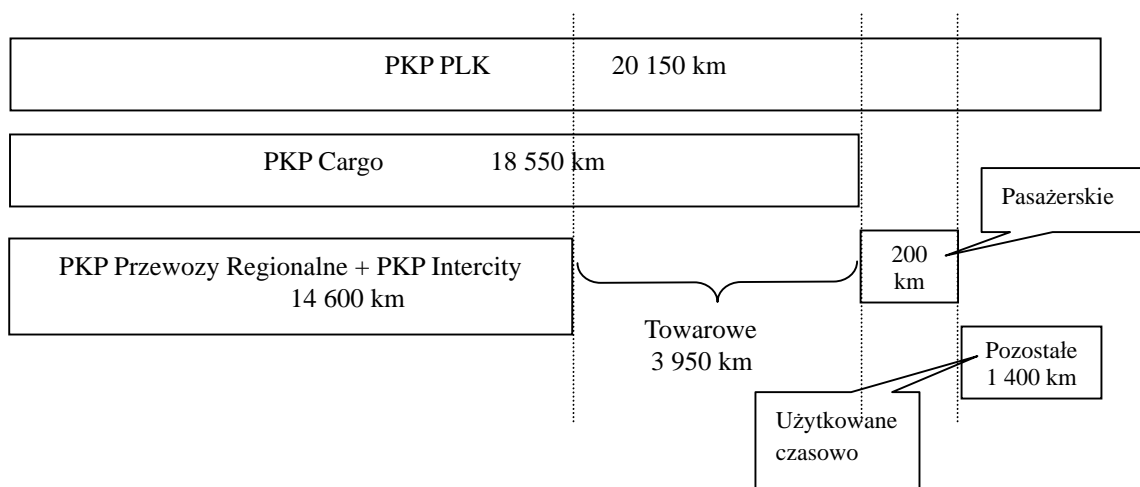 PKP PLK 20 150 km
PKP Cargo 18 550 km
Pasażerskie
PKP Przewozy Regionalne + PKP Intercity
14 600 km
200
km
Towarowe
3 950 km
Pozostałe
1 400 km
Użytkowane
czasowo